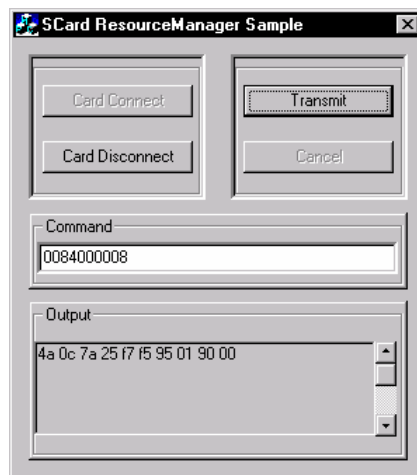 SCard ResourceManager Sample
Card Connect
Transmit
Card Disconnect
Cancel
Command
0084000008
Output
4a 0c 7a 25 f7 f5 95 01 90 00